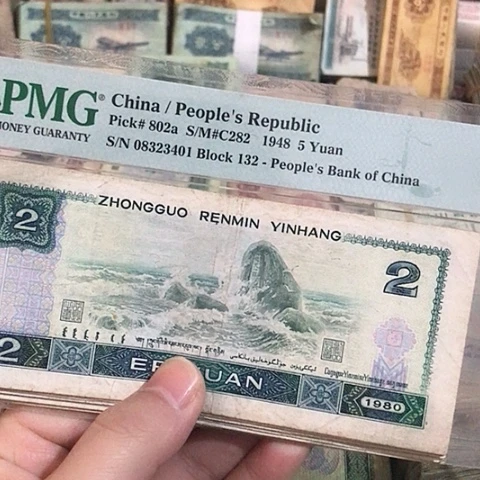 PMG
MONEY GUARANTY
China / People's Republic
Pick# 802a S/M#C282 1948 5 Yuan
S/N 08323401 Block 132 - People's Bank of China
2
ZHONGGUO RENMIN YINHANG
2
2
ER YUAN
1980